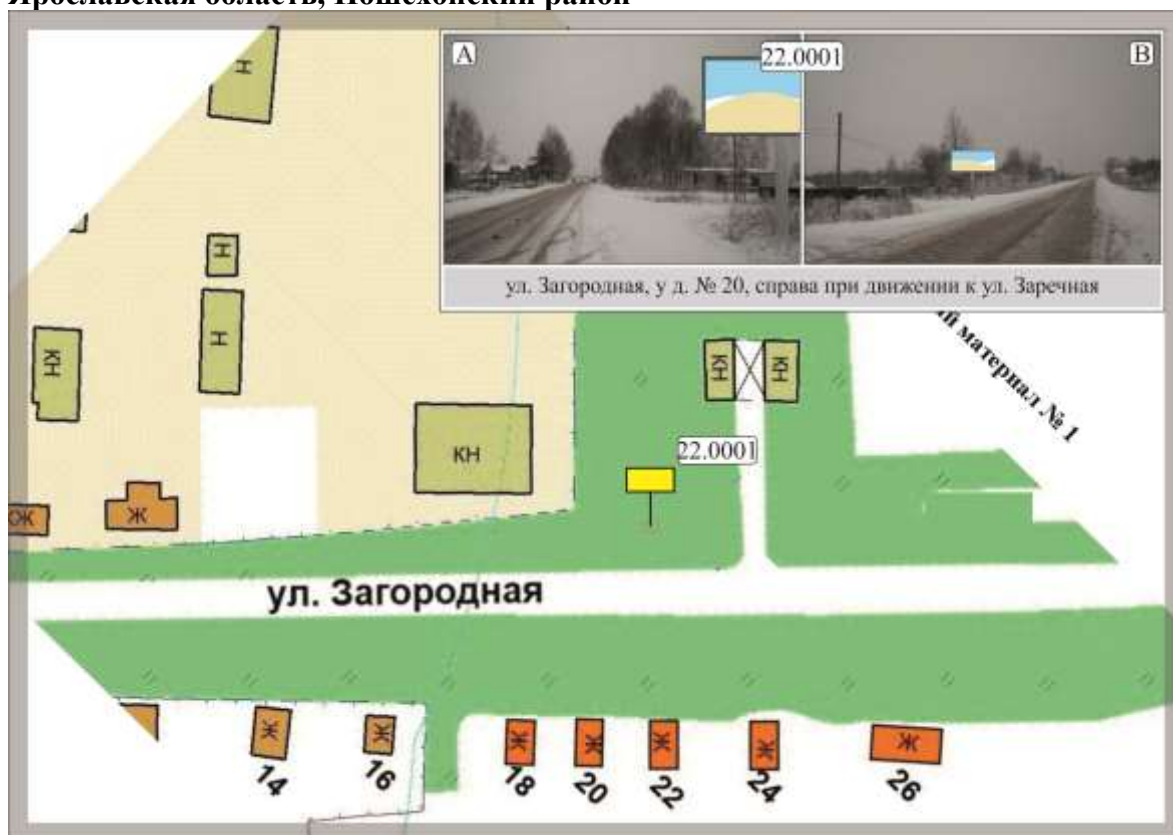 Ярославская область, Пошехонский район
А
22.0001
В
ул. Загородная, у д. № 20, справа при движении к ул. Заречная
Н
Н
Н
КН
КН
КН
материал № 1
22.0001
КН
Ж
Ж
ул. Загородная
Ж
Ж
Ж
Ж
Ж
Ж
Ж
14
16
18
20
22
24
26